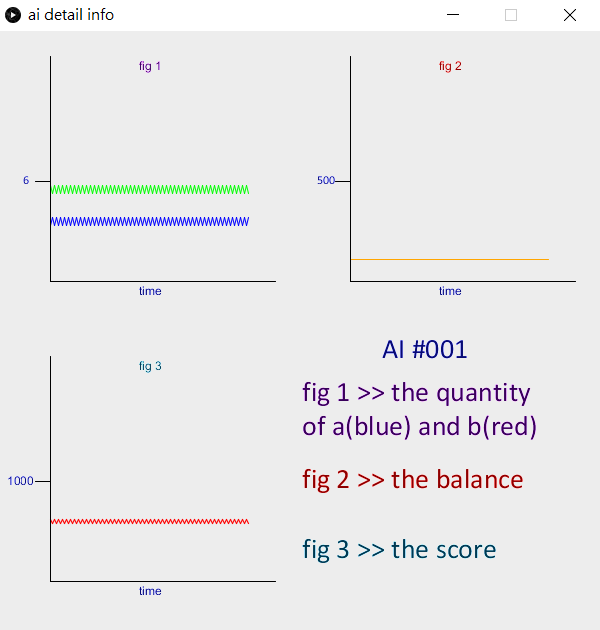 ai detail info
fig 1
6
time
fig 2
500
time
fig 3
1000
time
AI #001
fig 1 >> the quantity
of a(blue) and b(red)
fig 2 >> the balance
fig 3 >> the score